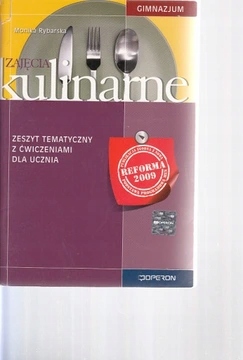 GIMNAZJUM
Monika Rybarska
ZAJĘCIA
kulinarne
ZESZYT TEMATYCZNY
Z ĆWICZENIAMI
DLA UCZNIA
REFORMA
2009
OPERON